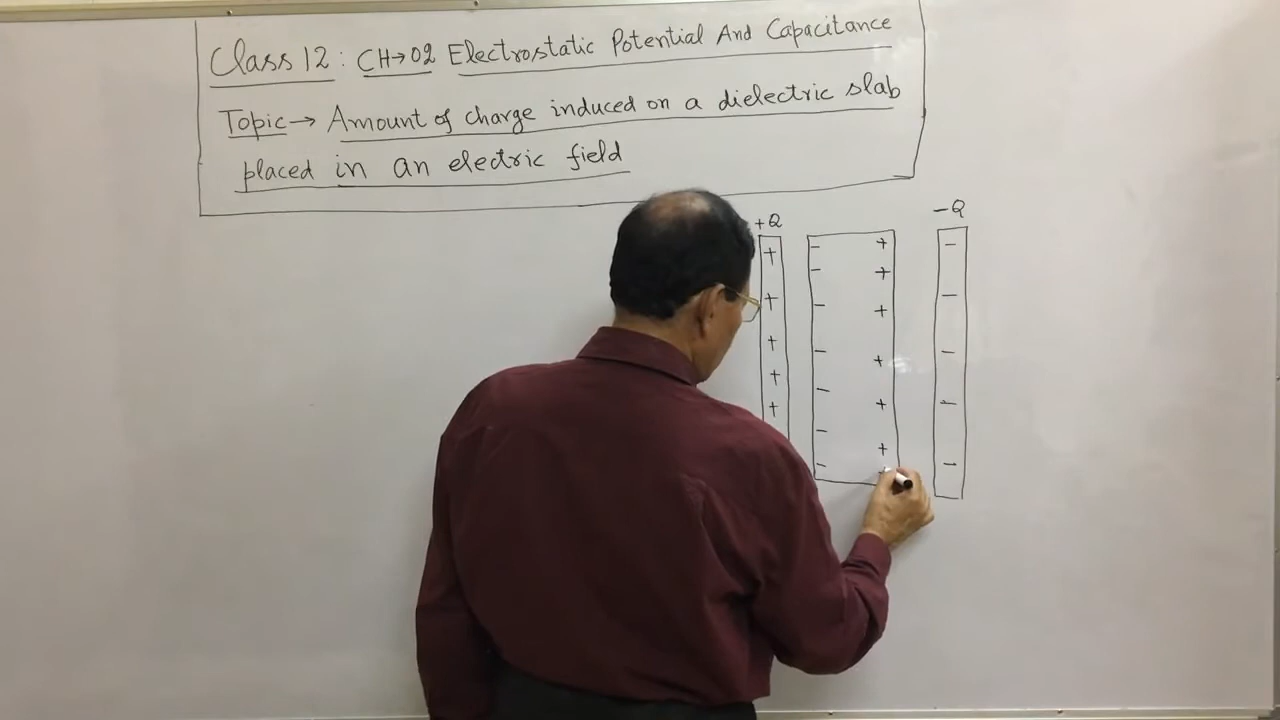 Class 12 : CH→02 Electrostatic Potential And Capacitance
Topic → Amount of charge induced on a dielectric slab
placed in an electric field
+Q -Q
- + -
+ - +
+ - + -
+ - + -
+
+ - + -
- +
- + -